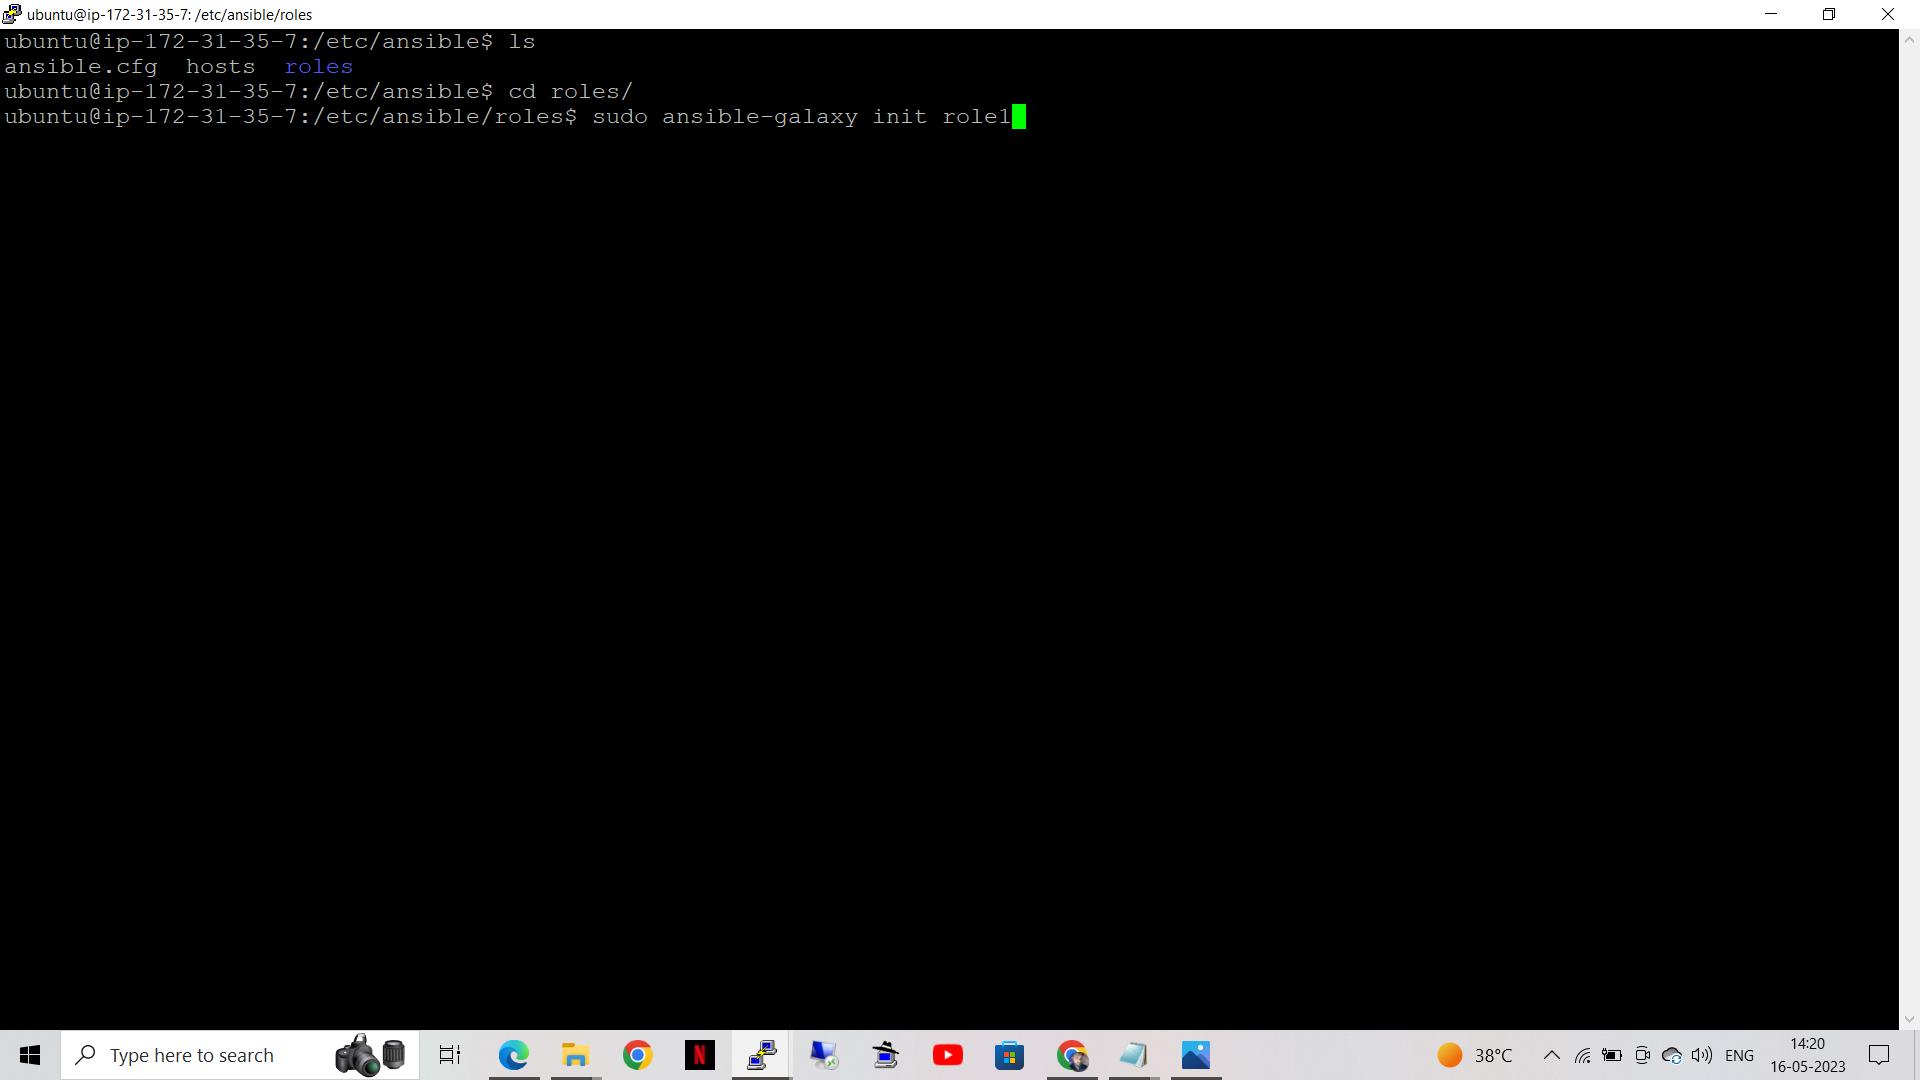 ubuntu@ip-172-31-35-7: /etc/ansible/roles
ubuntu@ip-172-31-35-7:/etc/ansible$ ls
ansible.cfg  hosts  roles
ubuntu@ip-172-31-35-7:/etc/ansible$ cd roles/
ubuntu@ip-172-31-35-7:/etc/ansible/roles$ sudo ansible-galaxy init role1
Type here to search
N
38°C
ENG
14:20
16-05-2023